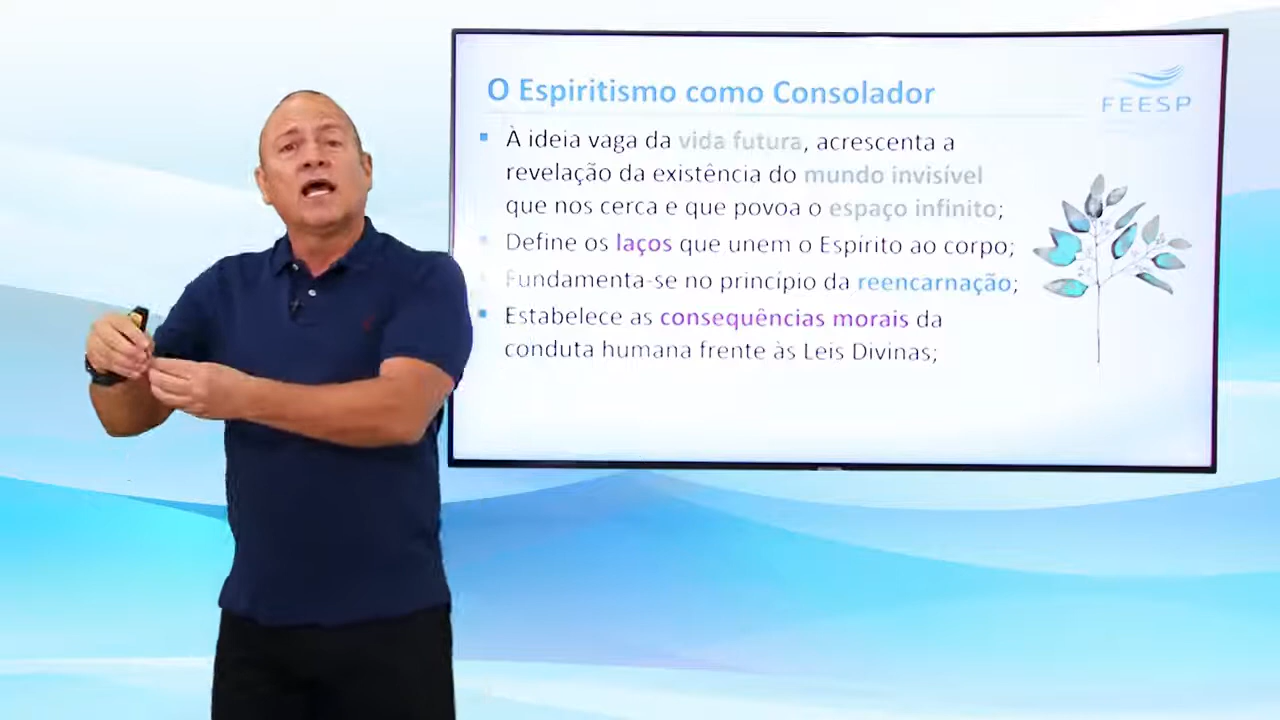 O Espiritismo como Consolador
FEESP
À ideia vaga da vida futura, acrescenta a
revelação da existência do mundo invisível
que nos cerca e que povoa o espaço infinito;
Define os laços que unem o Espírito ao corpo;
Fundamenta-se no princípio da reencarnação;
Estabelece as consequências morais da
conduta humana frente às Leis Divinas;